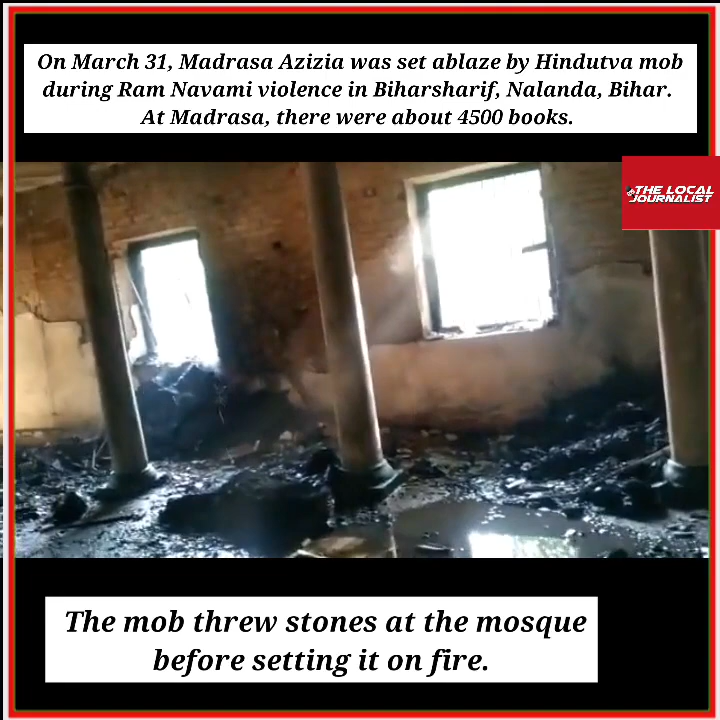 On March 31, Madrasa Azizia was set ablaze by Hindutva mob
during Ram Navami violence in Biharsharif, Nalanda, Bihar.
At Madrasa, there were about 4500 books.
THE LOCAL
JOURNALIST
The mob threw stones at the mosque
before setting it on fire.